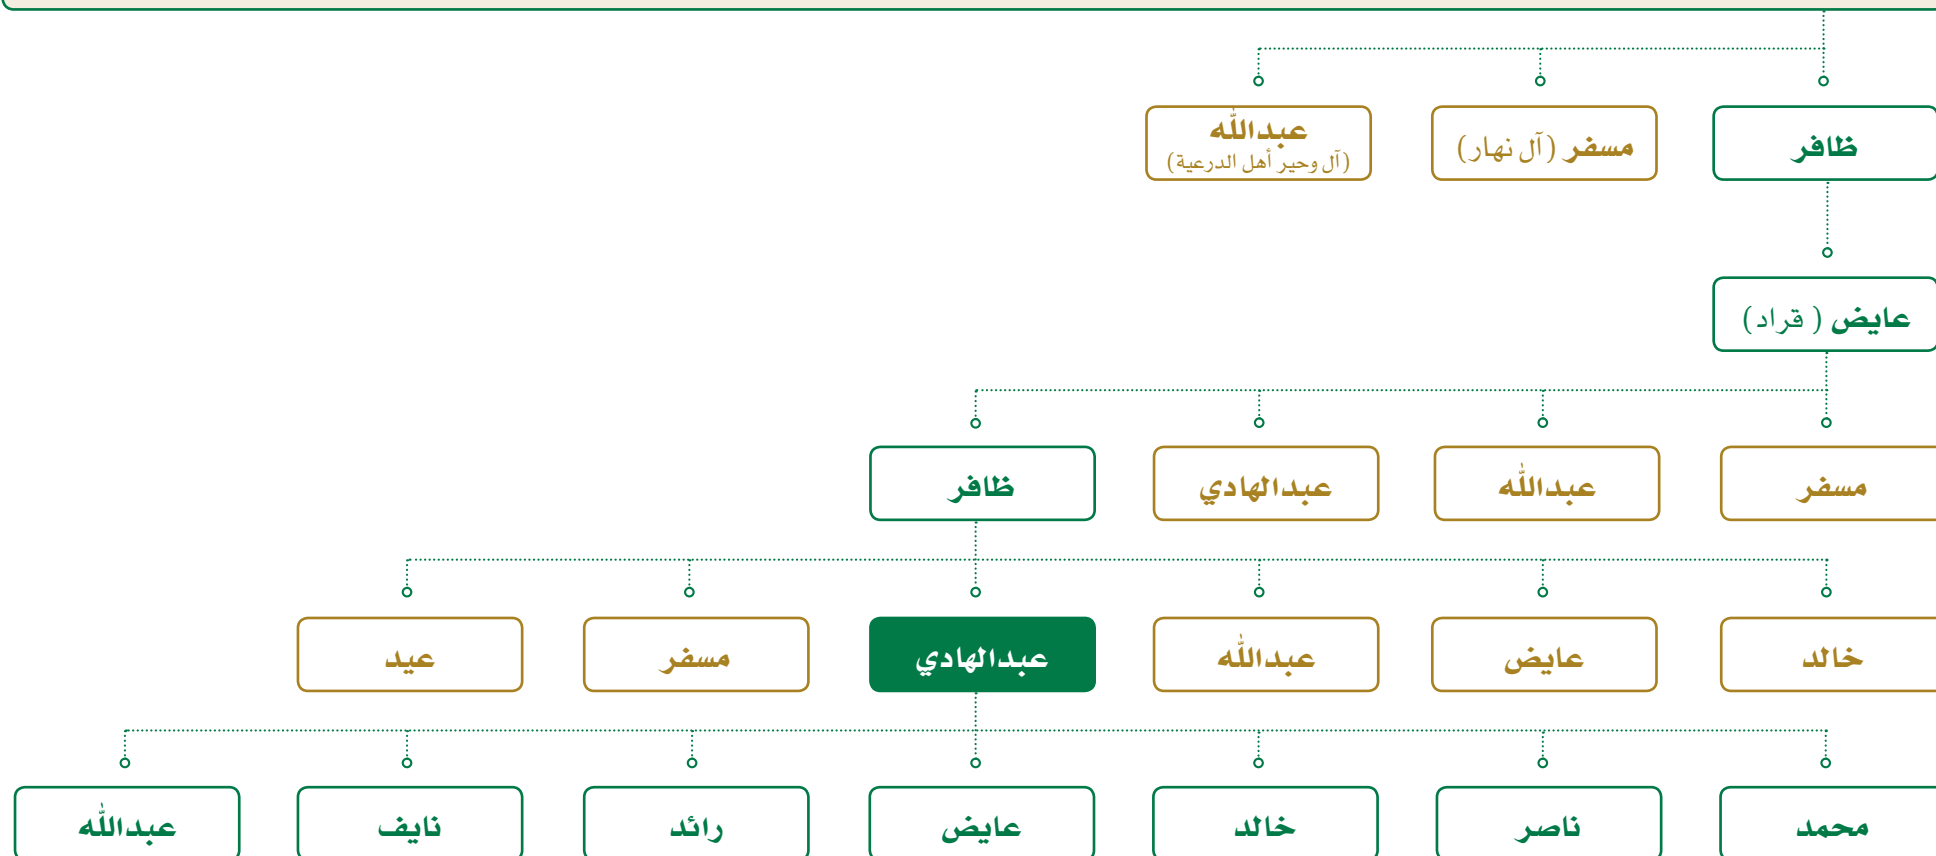 ظافر
مسفر (آل نهار)
عبدالله
(آل وحير أهل الدرعية)
عايض (قراد)
مسفر
عبدالله
عبدالهادي
ظافر
خالد
عايض
عبدالله
عبدالهادي
مسفر
عيد
محمد
ناصر
خالد
عايض
رائد
نايف
عبدالله